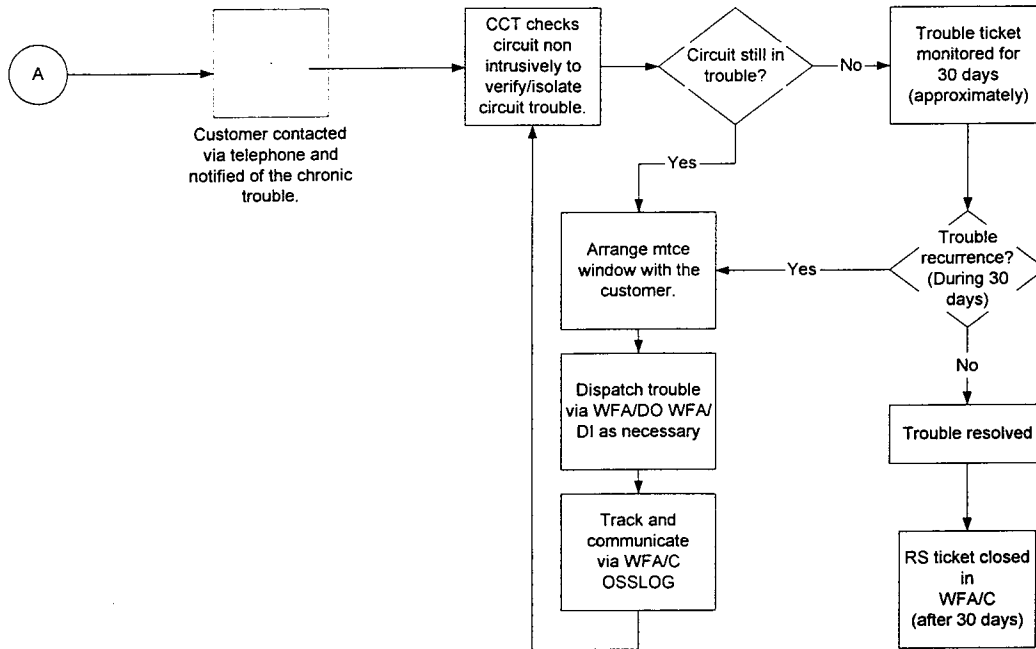 A
Customer contacted
via telephone and
notified of the chronic
trouble.
CCT checks
circuit non
intrusively to
verify/isolate
circuit trouble.
Circuit still in
trouble?
No
Trouble ticket
monitored for
30 days
(approximately)
Yes
Arrange mtce
window with the
customer.
Yes
Trouble
recurrence?
(During 30
days)
No
Dispatch trouble
via WFA/DO WFA/
DI as necessary
Trouble resolved
Track and
communicate
via WFA/C
OSSLOG
RS ticket closed
in
WFA/C
(after 30 days)